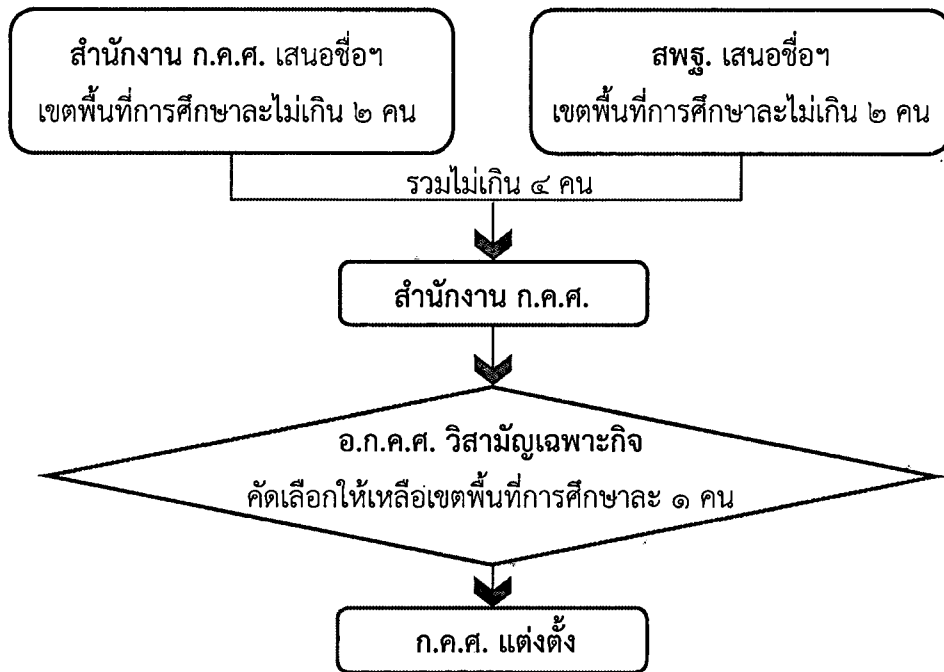 สำนักงาน ก.ค.ศ. เสนอชื่อฯ
เขตพื้นที่การศึกษาละไม่เกิน ๒ คน
สพฐ. เสนอชื่อฯ
เขตพื้นที่การศึกษาละไม่เกิน ๒ คน
รวมไม่เกิน ๔ คน
สำนักงาน ก.ค.ศ.
อ.ก.ค.ศ. วิสามัญเฉพาะกิจ
คัดเลือกให้เหลือเขตพื้นที่การศึกษาละ ๑ คน
ก.ค.ศ. แต่งตั้ง